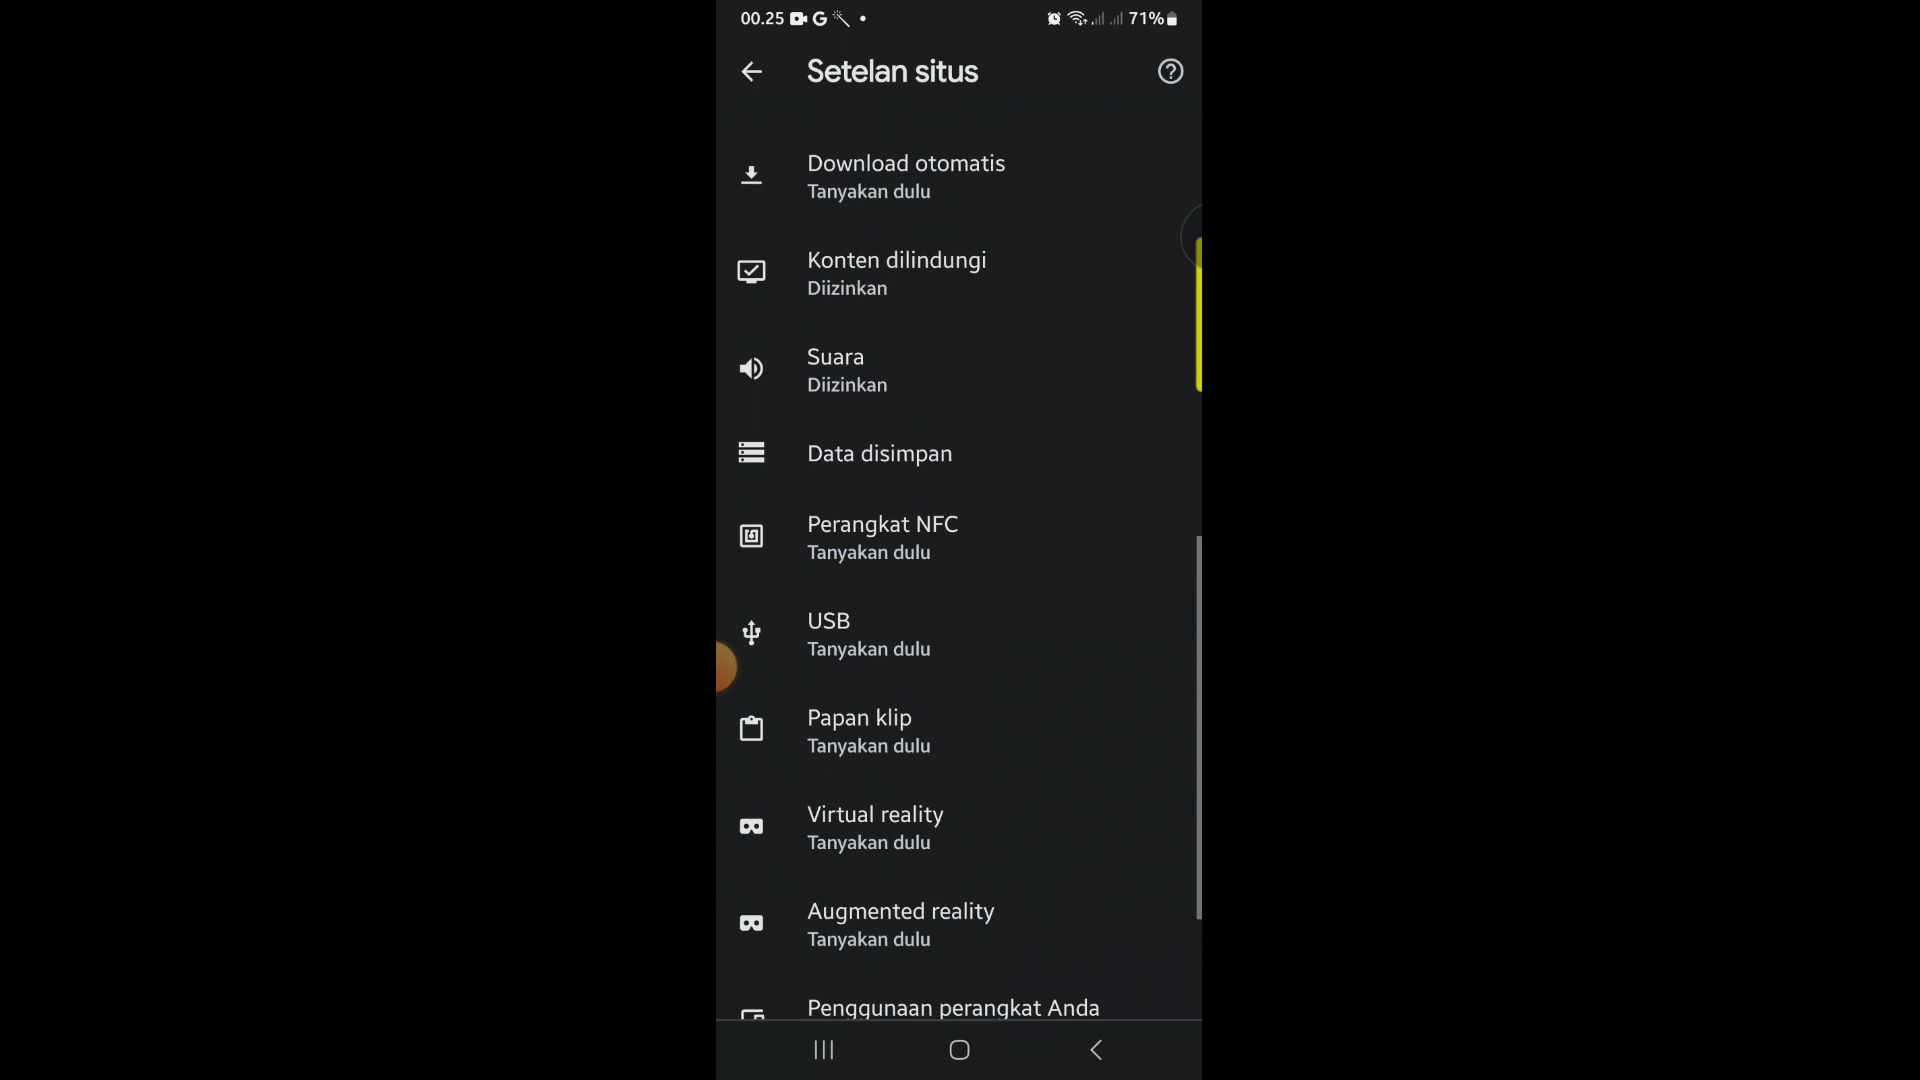 00.25
71%
Setelan situs
Download otomatis
Tanyakan dulu
Konten dilindungi
Diizinkan
Suara
Diizinkan
Data disimpan
Perangkat NFC
Tanyakan dulu
USB
Tanyakan dulu
Papan klip
Tanyakan dulu
Virtual reality
Tanyakan dulu
Augmented reality
Tanyakan dulu
Penggunaan perangkat Anda